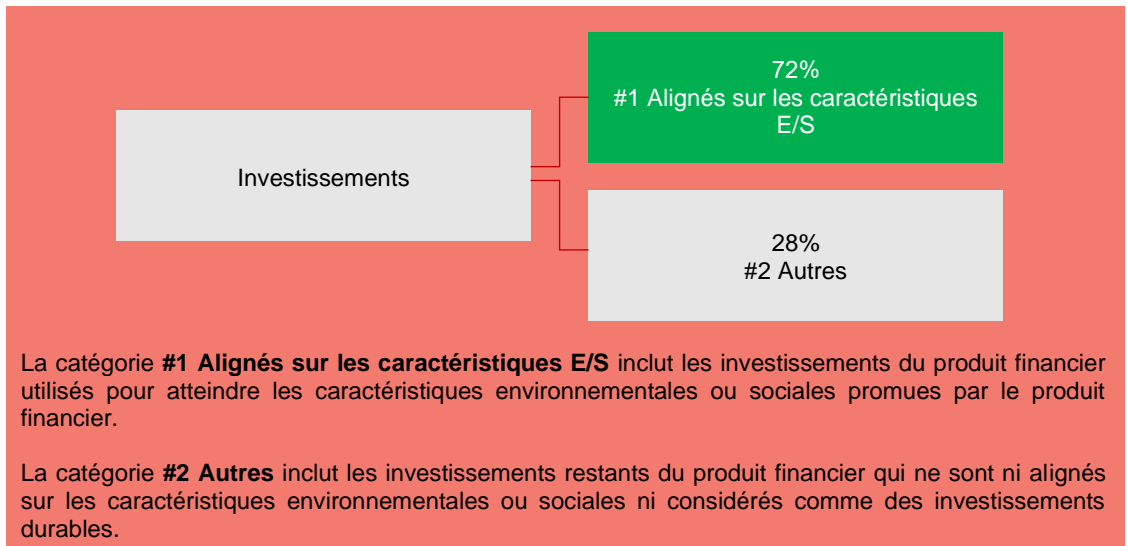 72%
#1 Alignés sur les caractéristiques
E/S
Investissements
28%
#2 Autres
La catégorie #1 Alignés sur les caractéristiques E/S inclut les investissements du produit financier
utilisés pour atteindre les caractéristiques environnementales ou sociales promues par le produit
financier.
La catégorie #2 Autres inclut les investissements restants du produit financier qui ne sont ni alignés
sur les caractéristiques environnementales ou sociales ni considérés comme des investissements
durables.